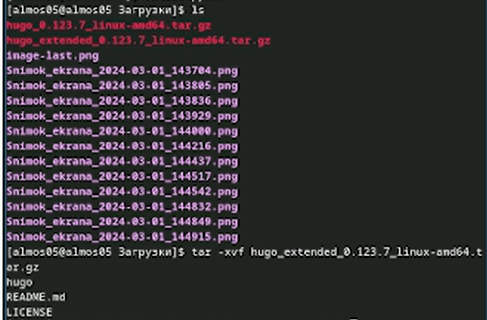 [almos05@almos05 Загрузки]$ ls
hugo_0.123.7_linux-amd64.tar.gz
hugo_extended_0.123.7_linux-amd64.tar.gz
image-last.png
Snimok_ekrana_2024-03-01_143704.png
Snimok_ekrana_2024-03-01_143805.png
Snimok_ekrana_2024-03-01_143836.png
Snimok_ekrana_2024-03-01_143929.png
Snimok_ekrana_2024-03-01_144000.png
Snimok_ekrana_2024-03-01_144216.png
Snimok_ekrana_2024-03-01_144437.png
Snimok_ekrana_2024-03-01_144517.png
Snimok_ekrana_2024-03-01_144542.png
Snimok_ekrana_2024-03-01_144832.png
Snimok_ekrana_2024-03-01_144849.png
Snimok_ekrana_2024-03-01_144915.png
[almos05@almos05 Загрузки]$ tar -xvf hugo_extended_0.123.7_linux-amd64.t
ar.gz
hugo
README.md
LICENSE